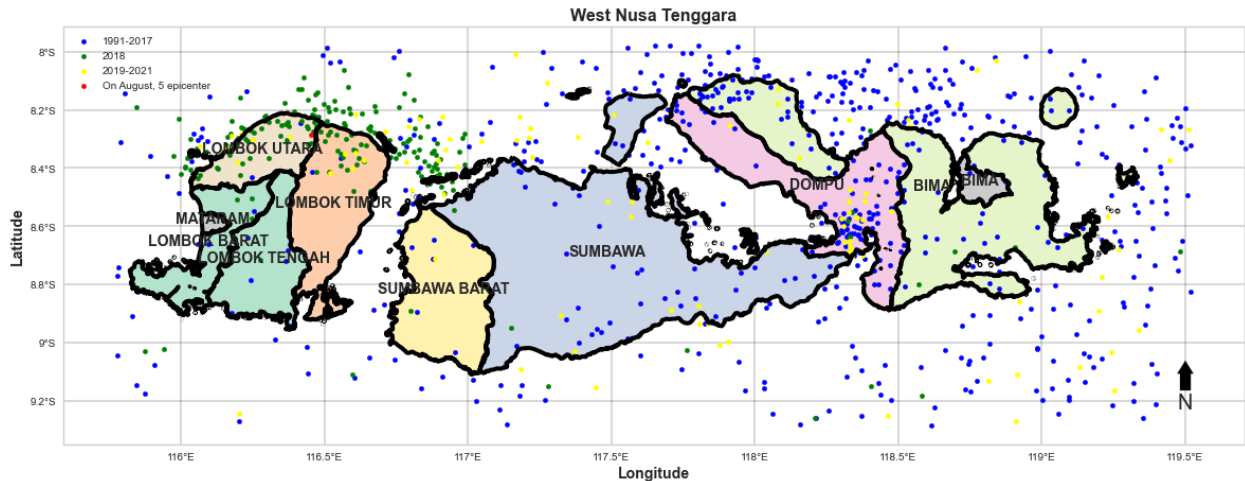 West Nusa Tenggara
1991-2017
2018
2019-2021
On August, 5 epicenter
8°S
8.2°S
8.4°S
8.6°S
8.8°S
9°S
9.2°S
Latitude
LOMBOK UTARA
LOMBOK TIMUR
MATARAM
LOMBOK BARAT
OMBOK TENGAH
SUMBAWA BARAT
SUMBAWA
DOMPU
BIMA
BIMA
N
116°E
116.5°E
117°E
117.5°E
118°E
118.5°E
119°E
119.5°E
Longitude